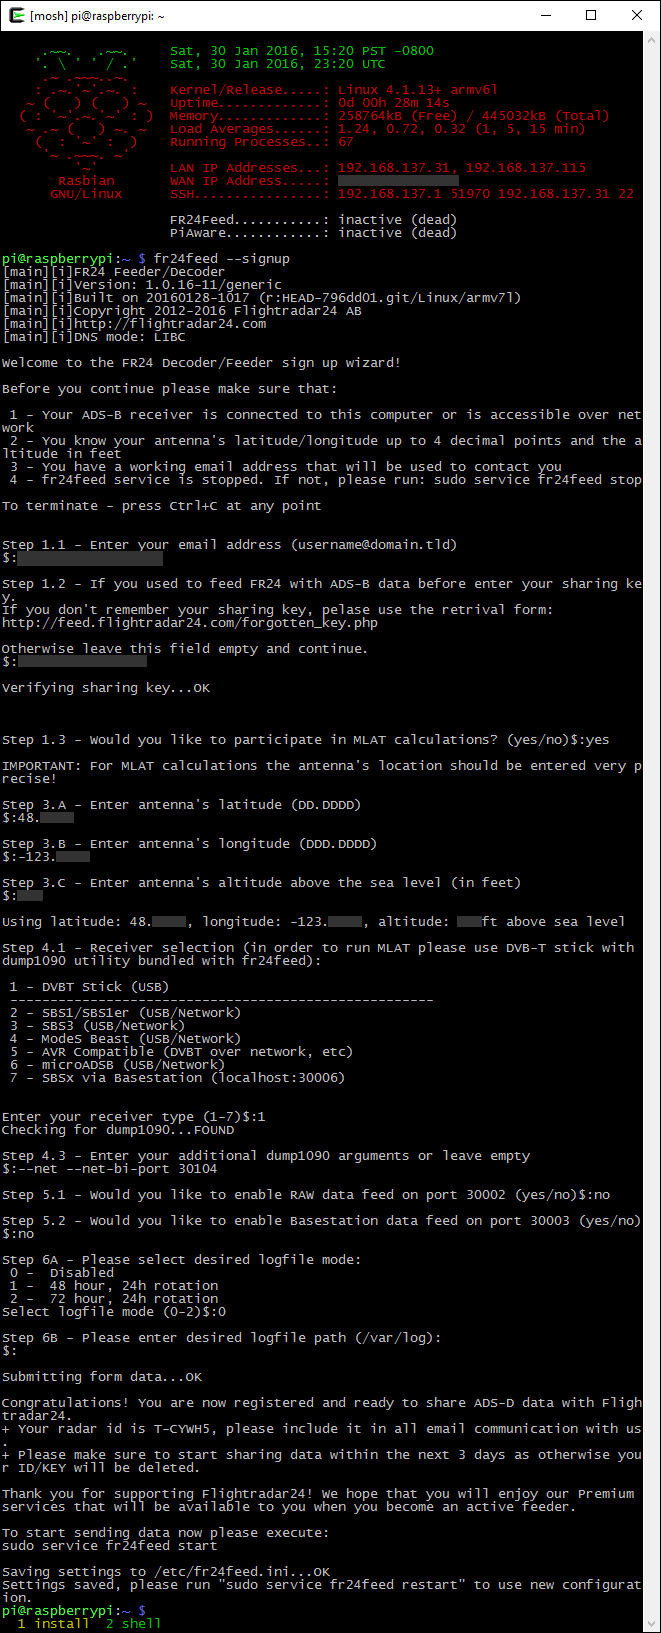 [mosh] pi@raspberrypi: ~
Sat, 30 Jan 2016, 15:20 PST -0800
Sat, 30 Jan 2016, 23:20 UTC
Kernel/Release.....: Linux 4.1.13+ armv6l
Uptime.............: 0d 00h 28m 14s
Memory.............: 258764kB (Free) / 445032kB (Total)
Load Averages......: 1.24, 0.72, 0.32 (1, 5, 15 min)
Running Processes..: 67
LAN IP Addresses...: 192.168.137.31, 192.168.137.115
Rasbian WAN IP Address.....:
GNU/Linux SSH................: 192.168.137.1 51970 192.168.137.31 22
FR24Feed...........: inactive (dead)
PiAware............: inactive (dead)
pi@raspberrypi:~ $ fr24feed --signup
[main][i]FR24 Feeder/Decoder
[main][i]Version: 1.0.16-11/generic
[main][i]Built on 20160128-1017 (r:HEAD-796dd01.git/Linux/armv7l)
[main][i]Copyright 2012-2016 Flightradar24 AB
[main][i]http://flightradar24.com
[main][i]DNS mode: LIBC
Welcome to the FR24 Decoder/Feeder sign up wizard!
Before you continue please make sure that:
1 - Your ADS-B receiver is connected to this computer or is accessible over net
work
2 - You know your antenna's latitude/longitude up to 4 decimal points and the a
ltitude in feet
3 - You have a working email address that will be used to contact you
4 - fr24feed service is stopped. If not, please run: sudo service fr24feed stop
To terminate - press Ctrl+C at any point
Step 1.1 - Enter your email address (username@domain.tld)
$:
Step 1.2 - If you used to feed FR24 with ADS-B data before enter your sharing ke
y.
If you don't remember your sharing key, pelase use the retrival form:
http://feed.flightradar24.com/forgotten_key.php
Otherwise leave this field empty and continue.
$:
Verifying sharing key...OK
Step 1.3 - Would you like to participate in MLAT calculations? (yes/no)$:yes
IMPORTANT: For MLAT calculations the antenna's location should be entered very p
recise!
Step 3.A - Enter antenna's latitude (DD.DDDD)
$:48.
Step 3.B - Enter antenna's longitude (DDD.DDDD)
$:-123.
Step 3.C - Enter antenna's altitude above the sea level (in feet)
$:
Using latitude: 48. , longitude: -123. , altitude: ft above sea level
Step 4.1 - Receiver selection (in order to run MLAT please use DVB-T stick with
dump1090 utility bundled with fr24feed):
1 - DVBT Stick (USB)
-----------------------------------------------------
2 - SBS1/SBS1er (USB/Network)
3 - SBS3 (USB/Network)
4 - ModeS Beast (USB/Network)
5 - AVR Compatible (DVBT over network, etc)
6 - microADSB (USB/Network)
7 - SBSx via Basestation (localhost:30006)
Enter your receiver type (1-7)$:1
Checking for dump1090...FOUND
Step 4.3 - Enter your additional dump1090 arguments or leave empty
$:--net --net-bi-port 30104
Step 5.1 - Would you like to enable RAW data feed on port 30002 (yes/no)$:no
Step 5.2 - Would you like to enable Basestation data feed on port 30003 (yes/no)
$:no
Step 6A - Please select desired logfile mode:
0 -  Disabled
1 -  48 hour, 24h rotation
2 -  72 hour, 24h rotation
Select logfile mode (0-2)$:0
Step 6B - Please enter desired logfile path (/var/log):
$:
Submitting form data...OK
Congratulations! You are now registered and ready to share ADS-D data with Fligh
tradar24.
+ Your radar id is T-CYWH5, please include it in all email communication with us
.
+ Please make sure to start sharing data within the next 3 days as otherwise you
r ID/KEY will be deleted.
Thank you for supporting Flightradar24! We hope that you will enjoy our Premium
services that will be available to you when you become an active feeder.
To start sending data now please execute:
sudo service fr24feed start
Saving settings to /etc/fr24feed.ini...OK
Settings saved, please run "sudo service fr24feed restart" to use new configurat
ion.
pi@raspberrypi:~ $
1 install 2 shell